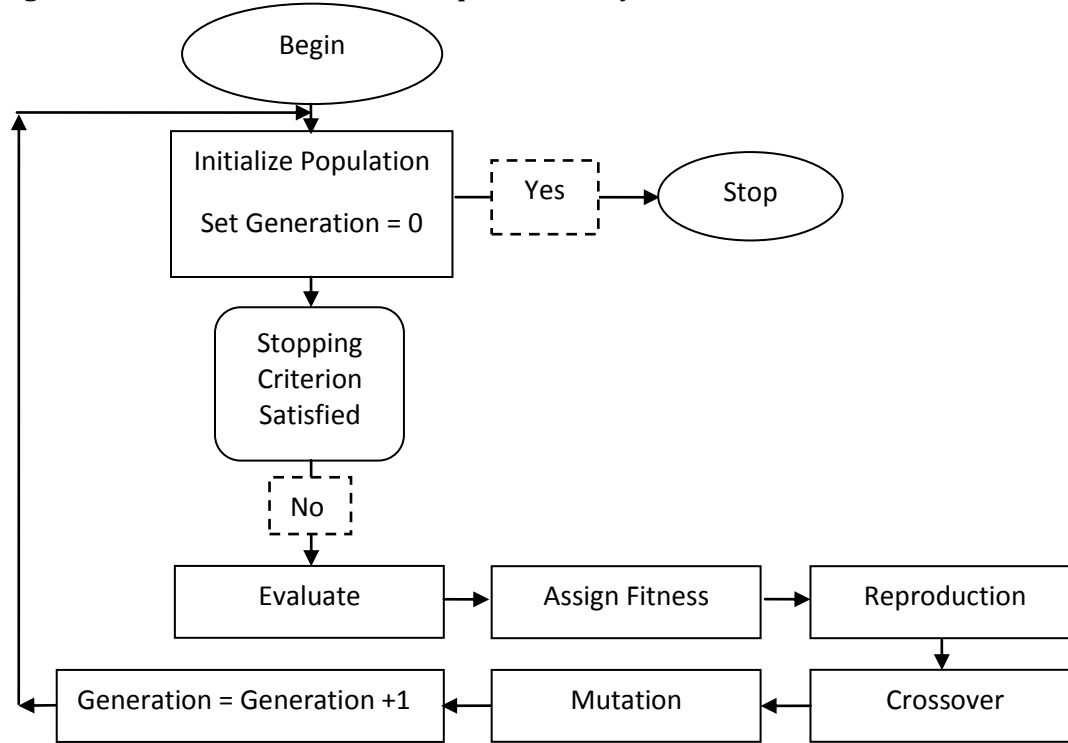 Begin
Initialize Population
Set Generation = 0
Yes
Stop
Stopping
Criterion
Satisfied
No
Evaluate
Assign Fitness
Reproduction
Generation = Generation +1
Mutation
Crossover